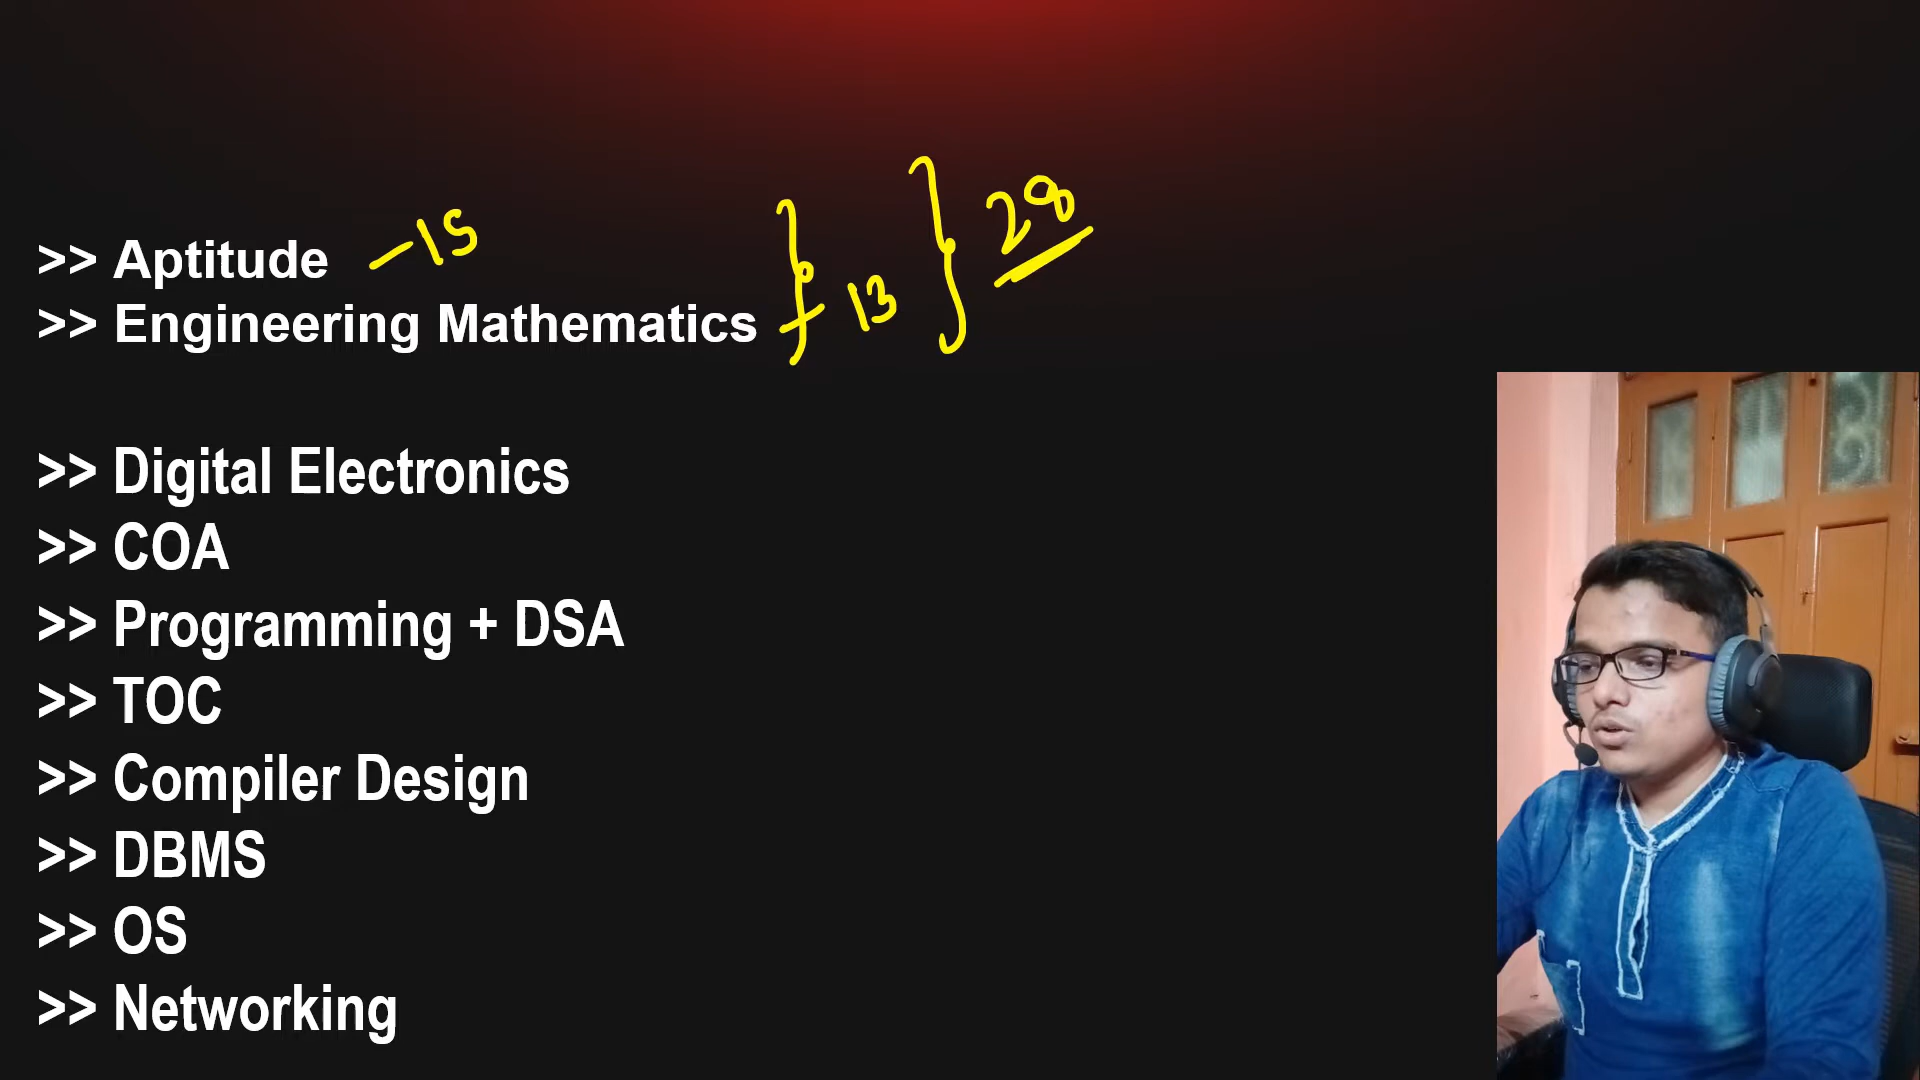 >> Aptitude - 15
>> Engineering Mathematics 13 28
>> Digital Electronics
>> COA
>> Programming + DSA
>> TOC
>> Compiler Design
>> DBMS
>> OS
>> Networking